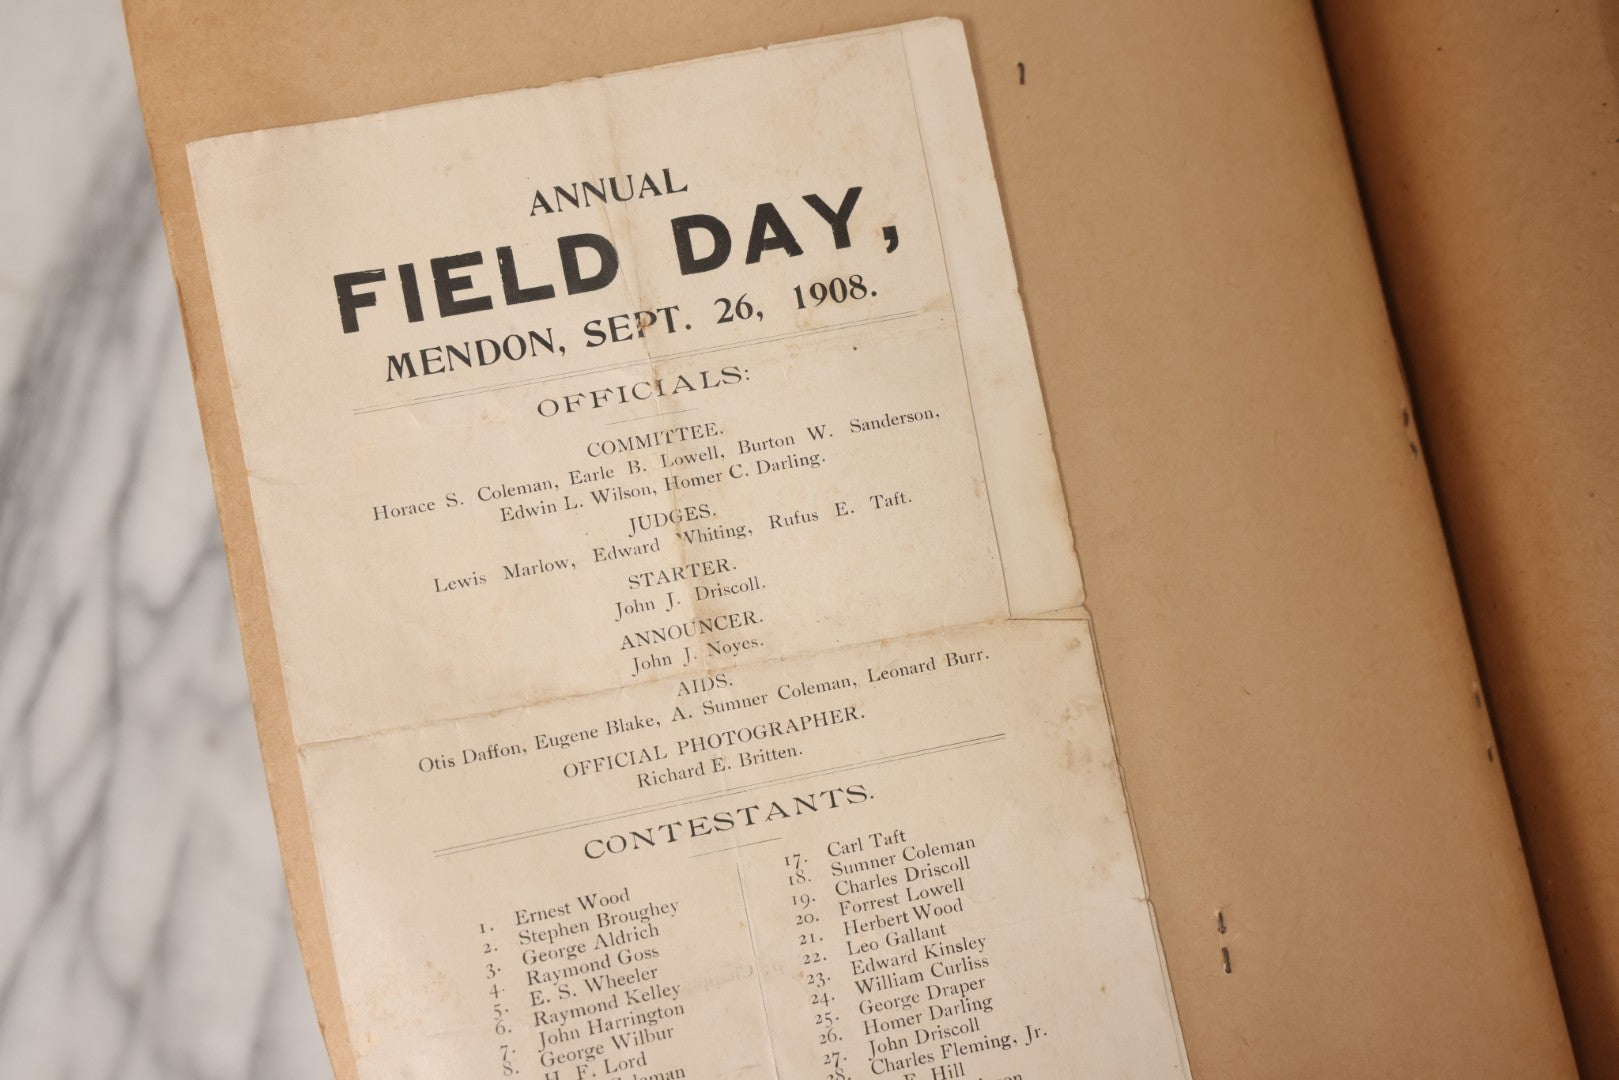 ANNUAL
FIELD DAY,
MENDON, SEPT. 26, 1908.
OFFICIALS:
COMMITTEE.
Horace S. Coleman, Earle B. Lowell, Burton W. Sanderson,
Edwin L. Wilson, Homer C. Darling.
JUDGES.
Lewis Marlow, Edward Whiting, Rufus E. Taft.
STARTER.
John J. Driscoll.
ANNOUNCER.
John J. Noyes.
AIDS.
Otis Daffon, Eugene Blake, A. Sumner Coleman, Leonard Burr.
OFFICIAL PHOTOGRAPHER.
Richard E. Britten.
CONTESTANTS.
1. Ernest Wood
2. Stephen Broughey
3. George Aldrich
4. Raymond Goss
5. E. S. Wheeler
6. Raymond Kelley
7. John Harrington
8. George Wilbur
H. F. Lord
Coleman
17. Carl Taft
18. Sumner Coleman
19. Charles Driscoll
20. Forrest Lowell
21. Herbert Wood
22. Leo Gallant
23. Edward Kinsley
24. William Curliss
25. George Draper
26. Homer Darling
27. John Driscoll
28. Charles Fleming, Jr.
E. Hill